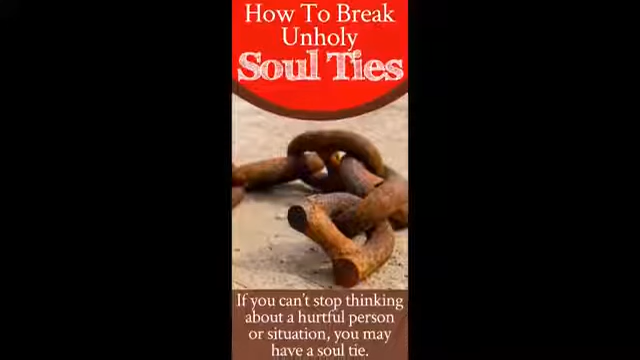 How To Break
Unholy
Soul Ties
If you can't stop thinking
about a hurtful person
or situation, you may
have a soul tie.